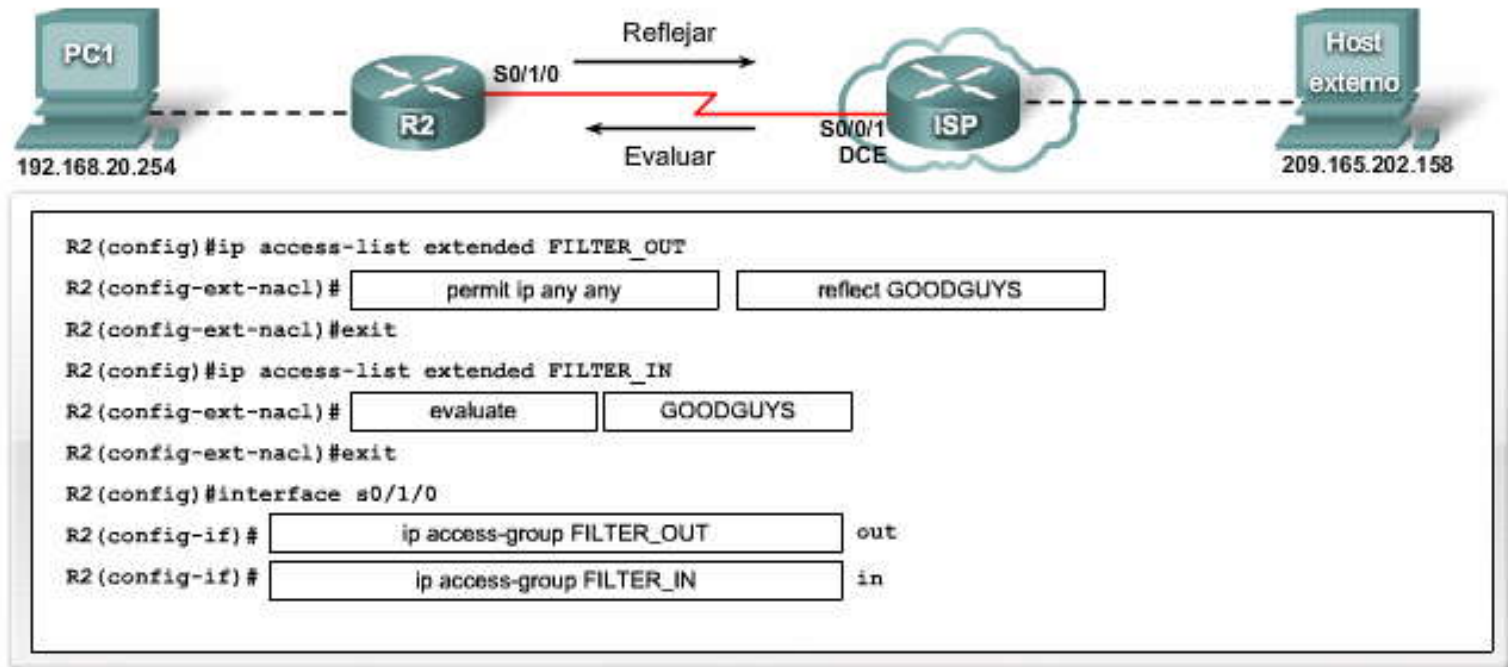 PC1
192.168.20.254
R2
S0/1/0
Reflejar
Evaluar
S0/0/1
DCE
ISP
Host
externo
209.165.202.158
R2(config)#ip access-list extended FILTER_OUT
R2(config-ext-nacl)# permit ip any any reflect GOODGUYS
R2(config-ext-nacl)#exit
R2(config)#ip access-list extended FILTER_IN
R2(config-ext-nacl)# evaluate GOODGUYS
R2(config-ext-nacl)#exit
R2(config)#interface s0/1/0
R2(config-if)# ip access-group FILTER_OUT out
R2(config-if)# ip access-group FILTER_IN in